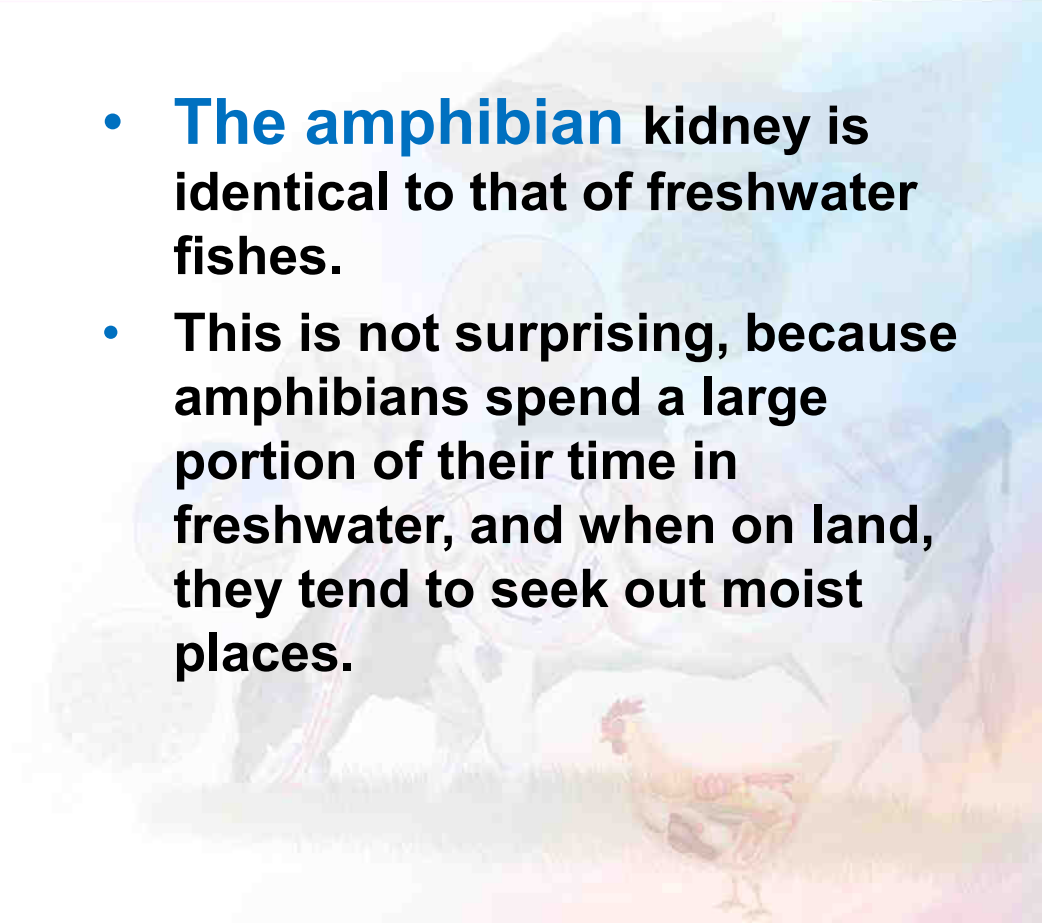 • The amphibian kidney is
identical to that of freshwater
fishes.
• This is not surprising, because
amphibians spend a large
portion of their time in
freshwater, and when on land,
they tend to seek out moist
places.